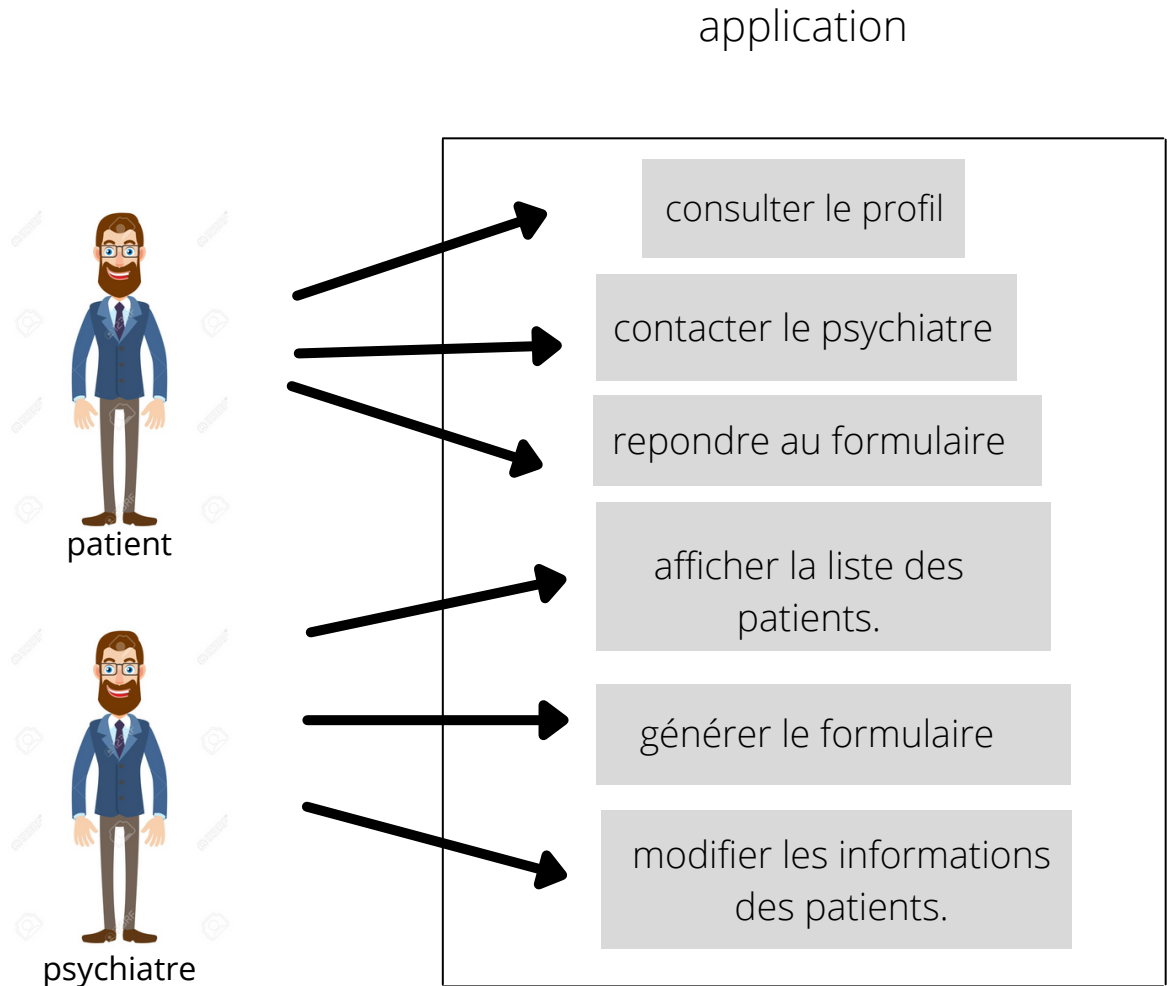 application
consulter le profil
contacter le psychiatre
repondre au formulaire
patient
afficher la liste des
patients.
générer le formulaire
modifier les informations
des patients.
psychiatre